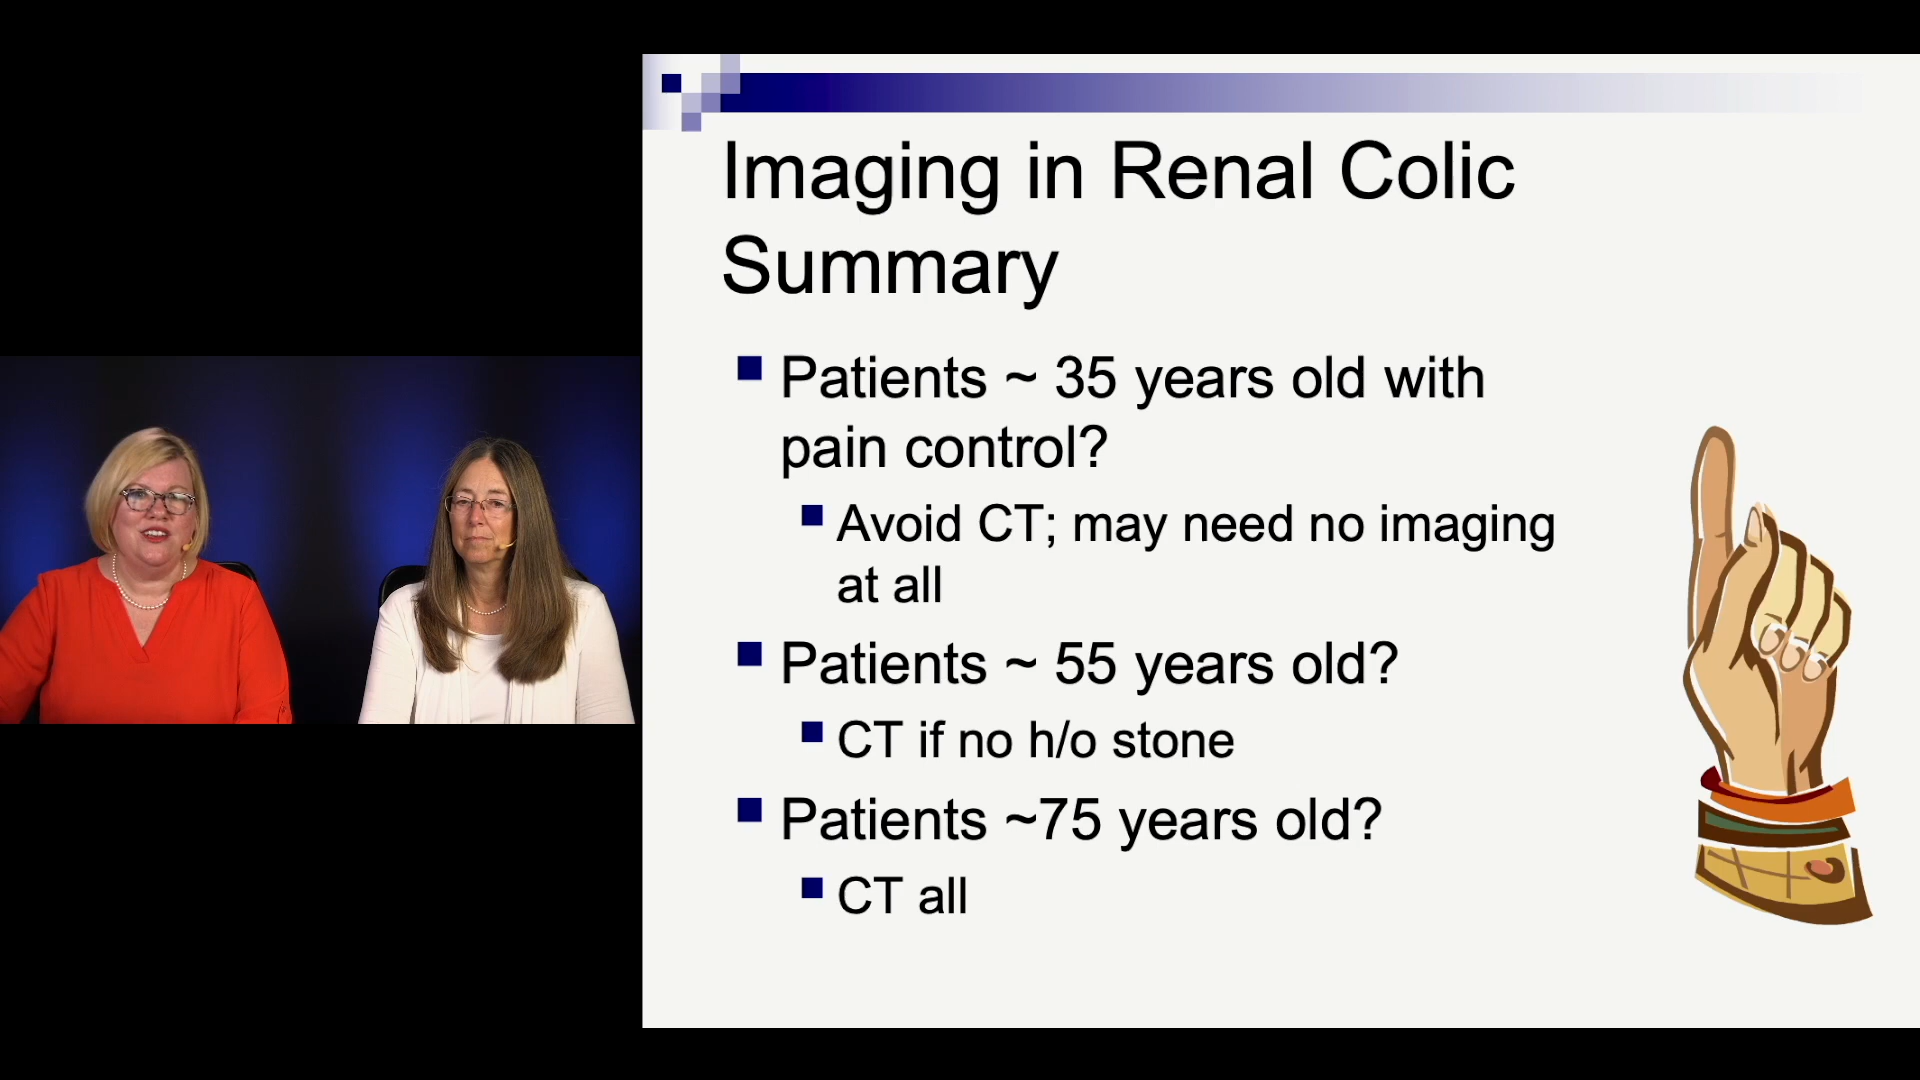 Imaging in Renal Colic
Summary
Patients ~ 35 years old with
pain control?
Avoid CT; may need no imaging
at all
Patients ~ 55 years old?
CT if no h/o stone
Patients ~75 years old?
CT all